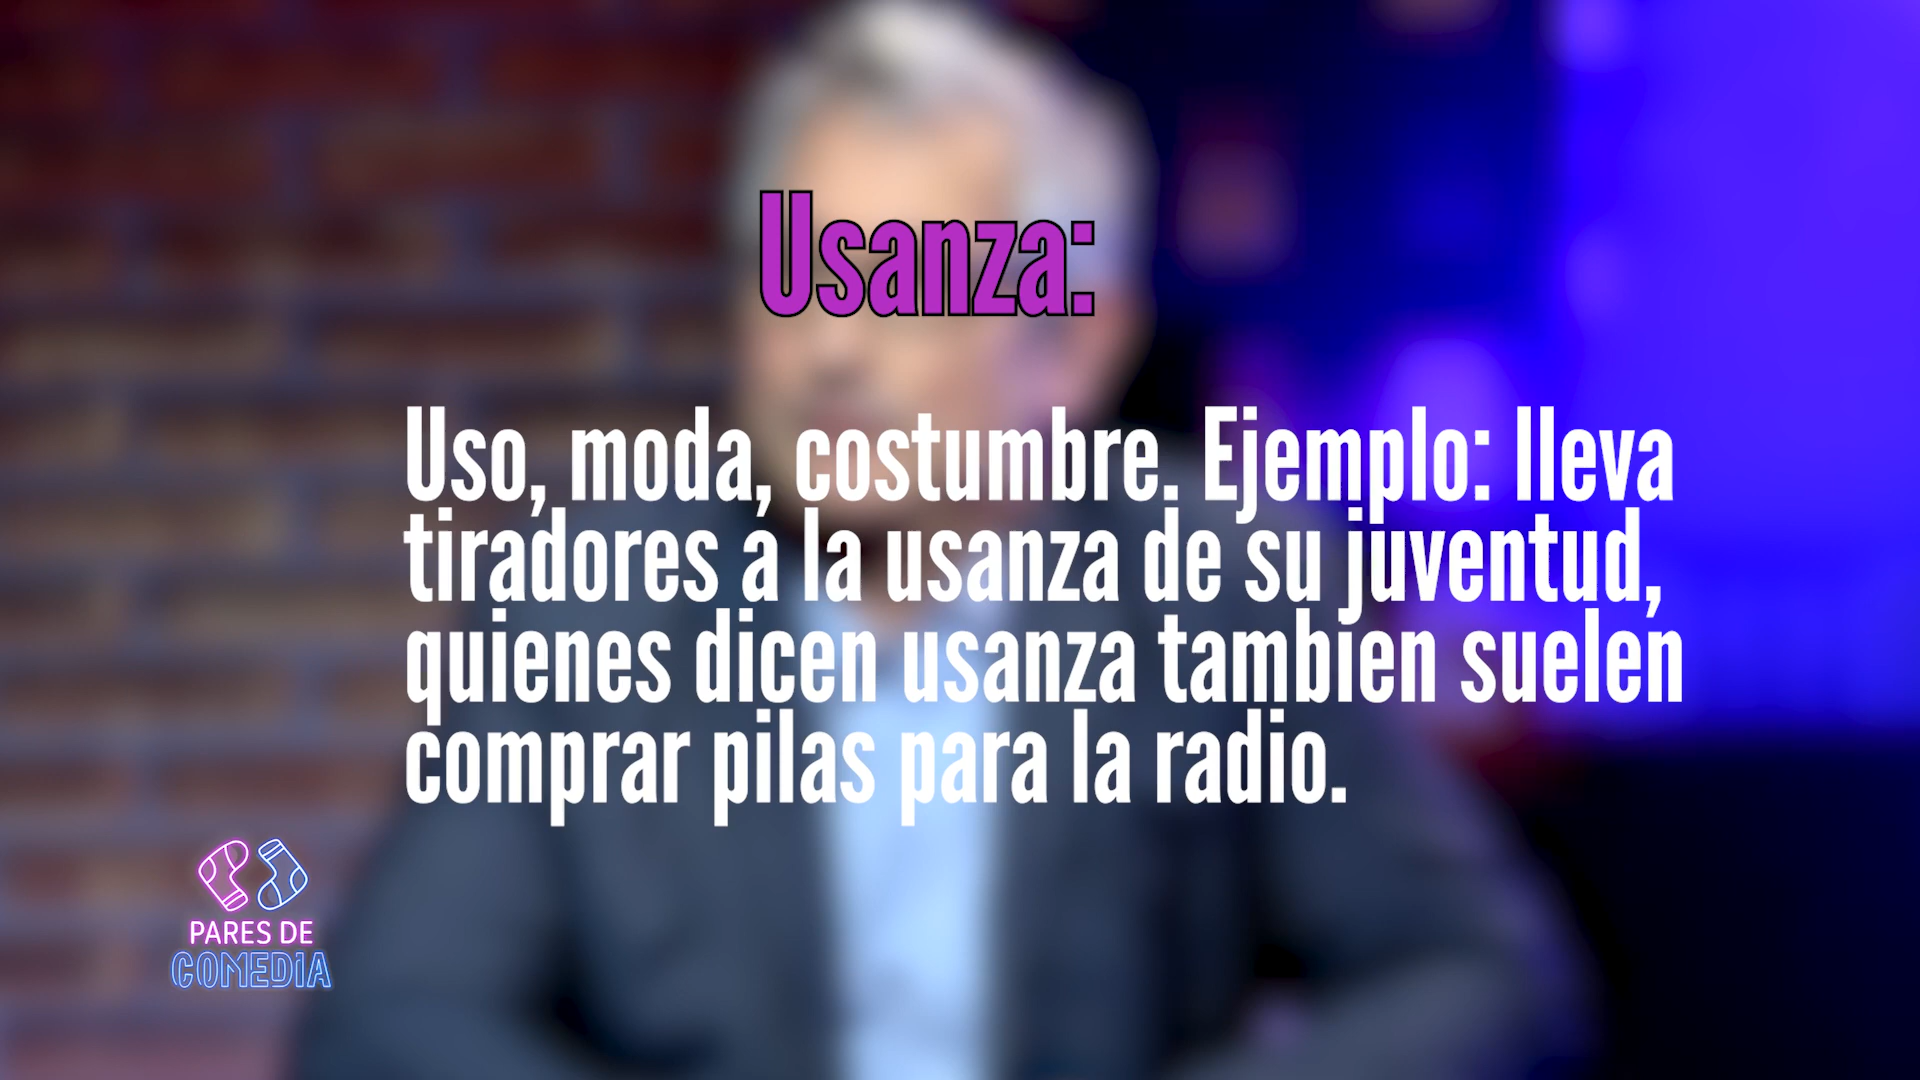 Usanza:
Uso, moda, costumbre. Ejemplo: lleva
tiradores a la usanza de su juventud,
quienes dicen usanza tambien suelen
comprar pilas para la radio.
PARES DE
COMEDIA